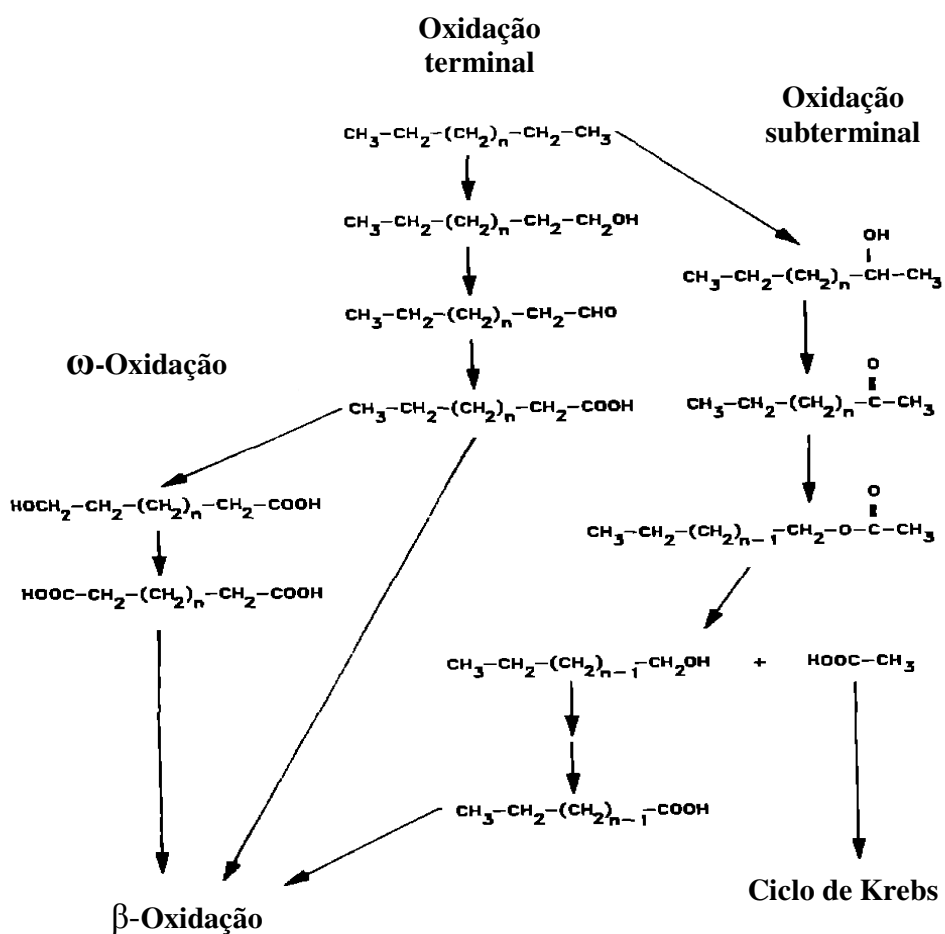 Oxidação
terminal
Oxidação
subterminal
CH₃–CH₂–(CH₂)ₙ–CH₂–CH₃
CH₃–CH₂–(CH₂)ₙ–CH₂–CH₂OH
OH
CH₃–CH₂–(CH₂)ₙ–CH–CH₃
CH₃–CH₂–(CH₂)ₙ–CH₂–CHO
ω-Oxidação
O
CH₃–CH₂–(CH₂)ₙ–C–CH₃
CH₃–CH₂–(CH₂)ₙ–CH₂–COOH
HOCH₂–CH₂–(CH₂)ₙ–CH₂–COOH
O
CH₃–CH₂–(CH₂)ₙ₋₁–CH₂–O–C–CH₃
HOOC–CH₂–(CH₂)ₙ–CH₂–COOH
CH₃–CH₂–(CH₂)ₙ₋₁–CH₂OH + HOOC–CH₃
CH₃–CH₂–(CH₂)ₙ₋₁–COOH
Ciclo de Krebs
β-Oxidação